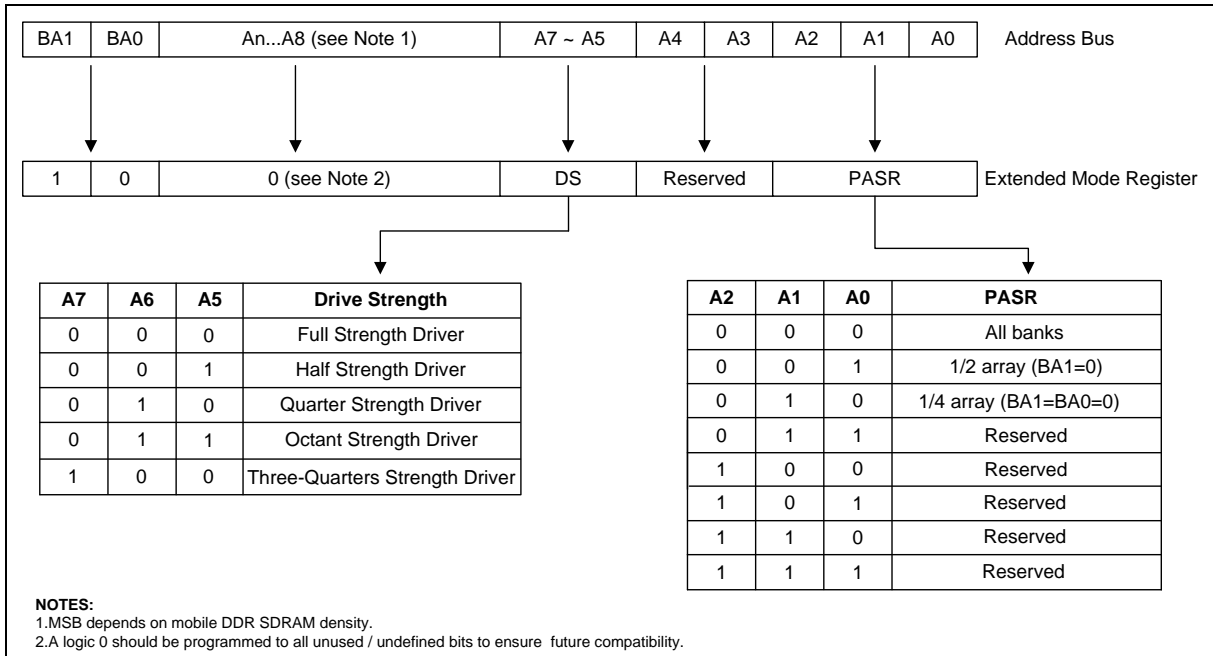 BA1 BA0 An...A8 (see Note 1) A7 ~ A5 A4 A3 A2 A1 A0 Address Bus
1 0 0 (see Note 2) DS Reserved PASR Extended Mode Register
A7 A6 A5 Drive Strength
0 0 0 Full Strength Driver
0 0 1 Half Strength Driver
0 1 0 Quarter Strength Driver
0 1 1 Octant Strength Driver
1 0 0 Three-Quarters Strength Driver
A2 A1 A0 PASR
0 0 0 All banks
0 0 1 1/2 array (BA1=0)
0 1 0 1/4 array (BA1=BA0=0)
0 1 1 Reserved
1 0 0 Reserved
1 0 1 Reserved
1 1 0 Reserved
1 1 1 Reserved
NOTES:
1.MSB depends on mobile DDR SDRAM density.
2.A logic 0 should be programmed to all unused / undefined bits to ensure future compatibility.